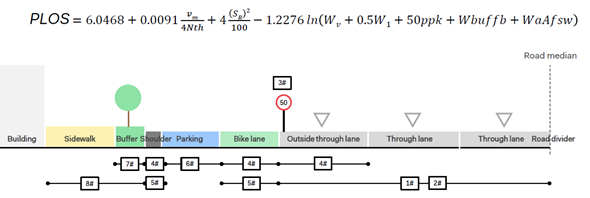 PLOS = 6.0468 + 0.0091 v_m/4Nth + 4 (S_R)^2/100 − 1.2276 ln(W_v + 0.5W_1 + 50ppk + Wbuffb + WaAfsw)
Road median
3#
50
Building Sidewalk Buffer Shoulder Parking Bike lane Outside through lane Through lane Through lane Road divider
7# 4# 6# 4# 4#
8# 5# 5# 1# 2#